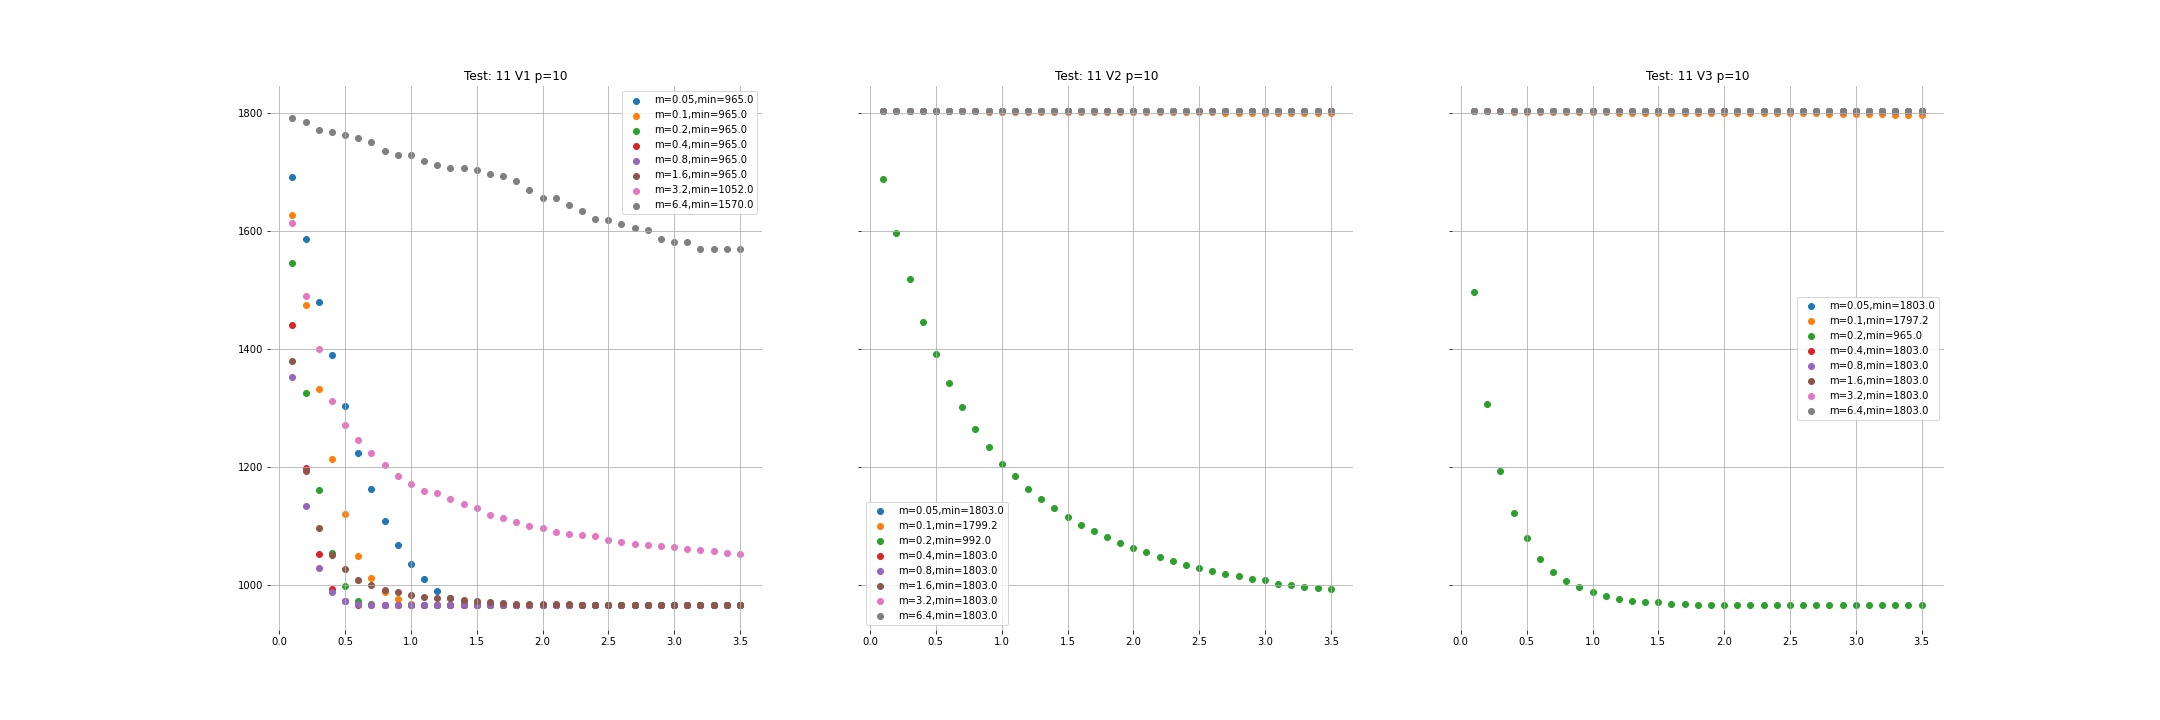 Test: 11 V1 p=10
1800
1600
1400
1200
1000
0.0 0.5 1.0 1.5 2.0 2.5 3.0 3.5
m=0.05,min=965.0
m=0.1,min=965.0
m=0.2,min=965.0
m=0.4,min=965.0
m=0.8,min=965.0
m=1.6,min=965.0
m=3.2,min=1052.0
m=6.4,min=1570.0
Test: 11 V2 p=10
m=0.05,min=1803.0
m=0.1,min=1799.2
m=0.2,min=992.0
m=0.4,min=1803.0
m=0.8,min=1803.0
m=1.6,min=1803.0
m=3.2,min=1803.0
m=6.4,min=1803.0
0.0 0.5 1.0 1.5 2.0 2.5 3.0 3.5
Test: 11 V3 p=10
m=0.05,min=1803.0
m=0.1,min=1797.2
m=0.2,min=965.0
m=0.4,min=1803.0
m=0.8,min=1803.0
m=1.6,min=1803.0
m=3.2,min=1803.0
m=6.4,min=1803.0
0.0 0.5 1.0 1.5 2.0 2.5 3.0 3.5